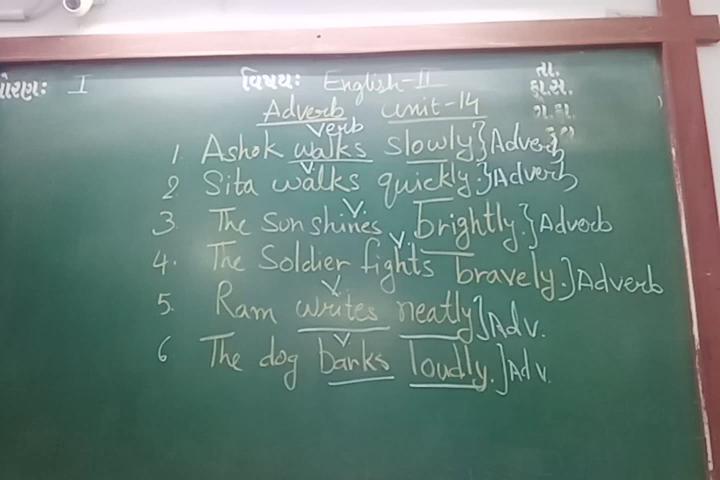 ધોરણ: I વિષય: English-II તા.
Adverb unit-14
verb
1. Ashok walks slowly.} Adverb
V
2 Sita walks quickly.} Adverb
V.
3. The Sun shines brightly.} Adverb
V.
4. The Soldier fights bravely.} Adverb
V
5. Ram writes neatly} Adv.
V
6 The dog barks loudly.} Adv.